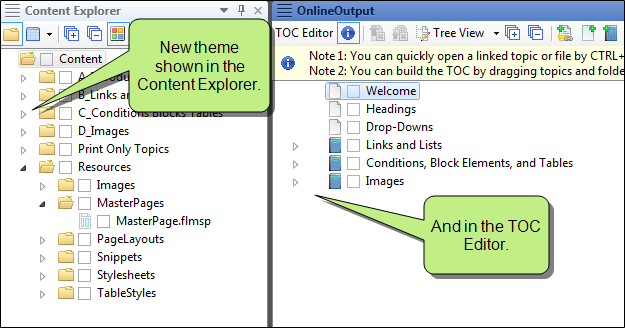 Content Explorer
OnlineOutput
TOC Editor
Tree View
Note 1: You can quickly open a linked topic or file by CTRL+
Note 2: You can build the TOC by dragging topics and folde
Content
B_Links an
C_Conditions Blocks Tables
D_Images
Print Only Topics
Resources
Images
MasterPages
MasterPage.flmsp
PageLayouts
Snippets
Stylesheets
TableStyles
New theme
shown in the
Content Explorer.
Welcome
Headings
Drop-Downs
Links and Lists
Conditions, Block Elements, and Tables
Images
And in the TOC
Editor.